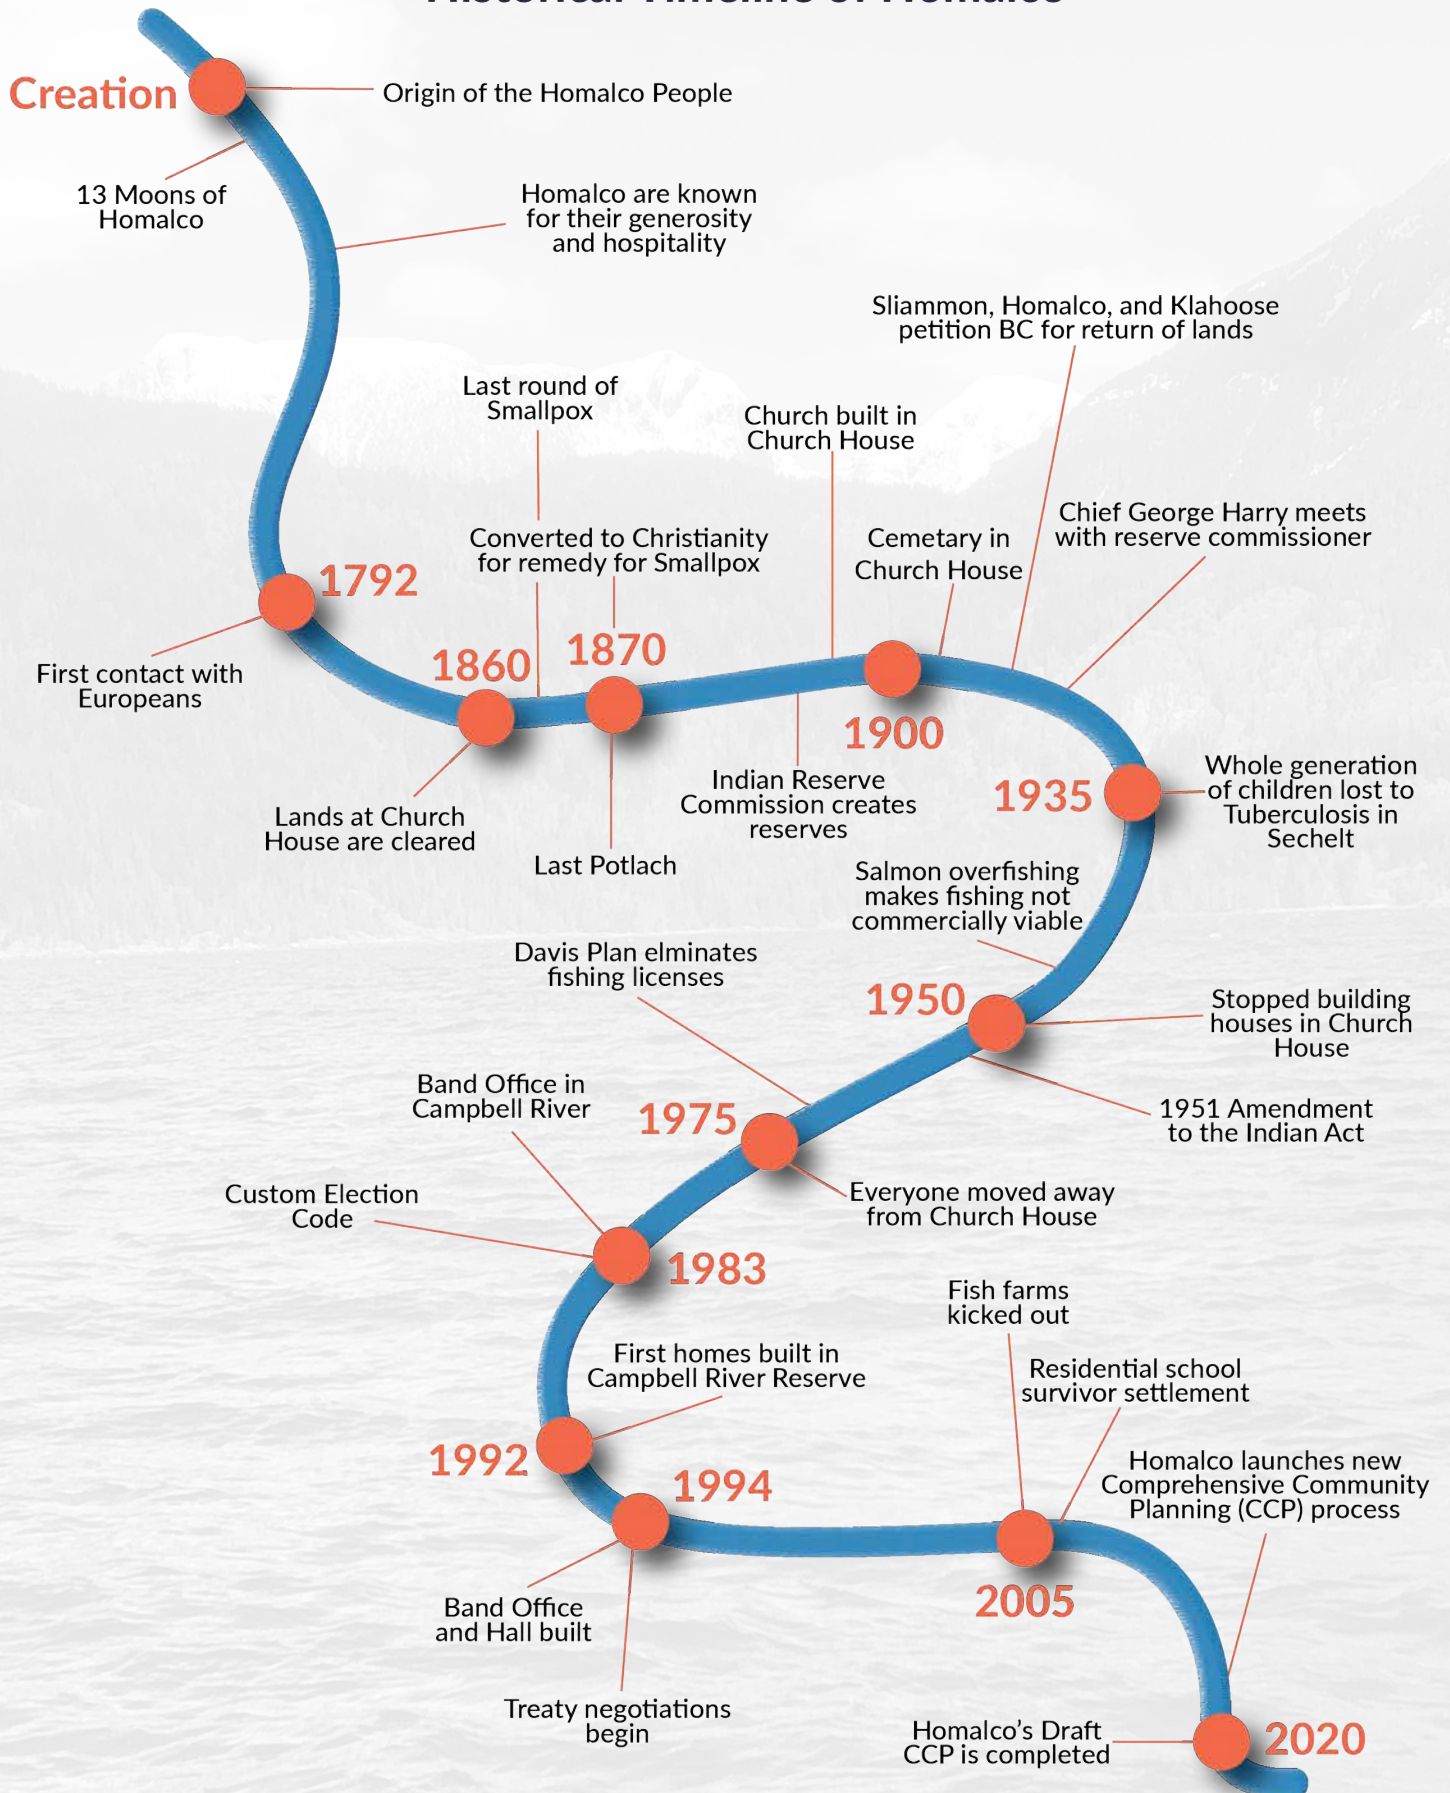 Historical Timeline of Homalco
Creation
Origin of the Homalco People
13 Moons of
Homalco
Homalco are known
for their generosity
and hospitality
Sliammon, Homalco, and Klahoose
petition BC for return of lands
Last round of
Smallpox
Church built in
Church House
Chief George Harry meets
with reserve commissioner
Converted to Christianity
for remedy for Smallpox
Cemetary in
Church House
1792
First contact with
Europeans
1860
1870
1900
Lands at Church
House are cleared
Last Potlach
Indian Reserve
Commission creates
reserves
1935
Whole generation
of children lost to
Tuberculosis in
Sechelt
Salmon overfishing
makes fishing not
commercially viable
Davis Plan elminates
fishing licenses
1950
Stopped building
houses in Church
House
1951 Amendment
to the Indian Act
Band Office in
Campbell River
1975
Everyone moved away
from Church House
Custom Election
Code
1983
Fish farms
kicked out
First homes built in
Campbell River Reserve
Residential school
survivor settlement
1992
1994
Homalco launches new
Comprehensive Community
Planning (CCP) process
2005
Band Office
and Hall built
Treaty negotiations
begin
Homalco's Draft
CCP is completed
2020